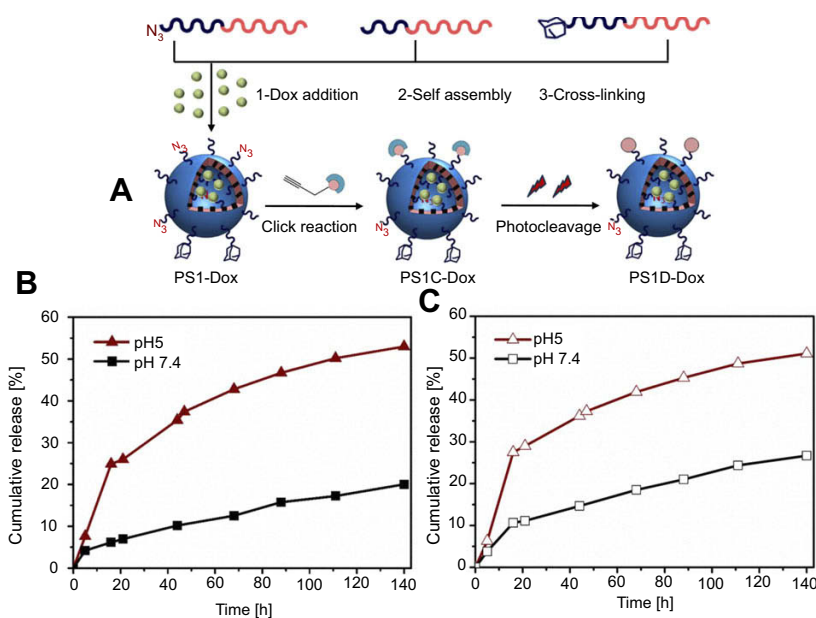 N3
1-Dox addition 2-Self assembly 3-Cross-linking
A
N3 N3
N3 N3 N3
Click reaction Photocleavage
PS1-Dox PS1C-Dox PS1D-Dox
B
60
50
40
30
20
10
0
Cumulative release [%]
pH5
pH 7.4
0 20 40 60 80 100 120 140
Time [h]
C
60
50
40
30
20
10
0
Cumulative release [%]
pH5
pH 7.4
0 20 40 60 80 100 120 140
Time [h]